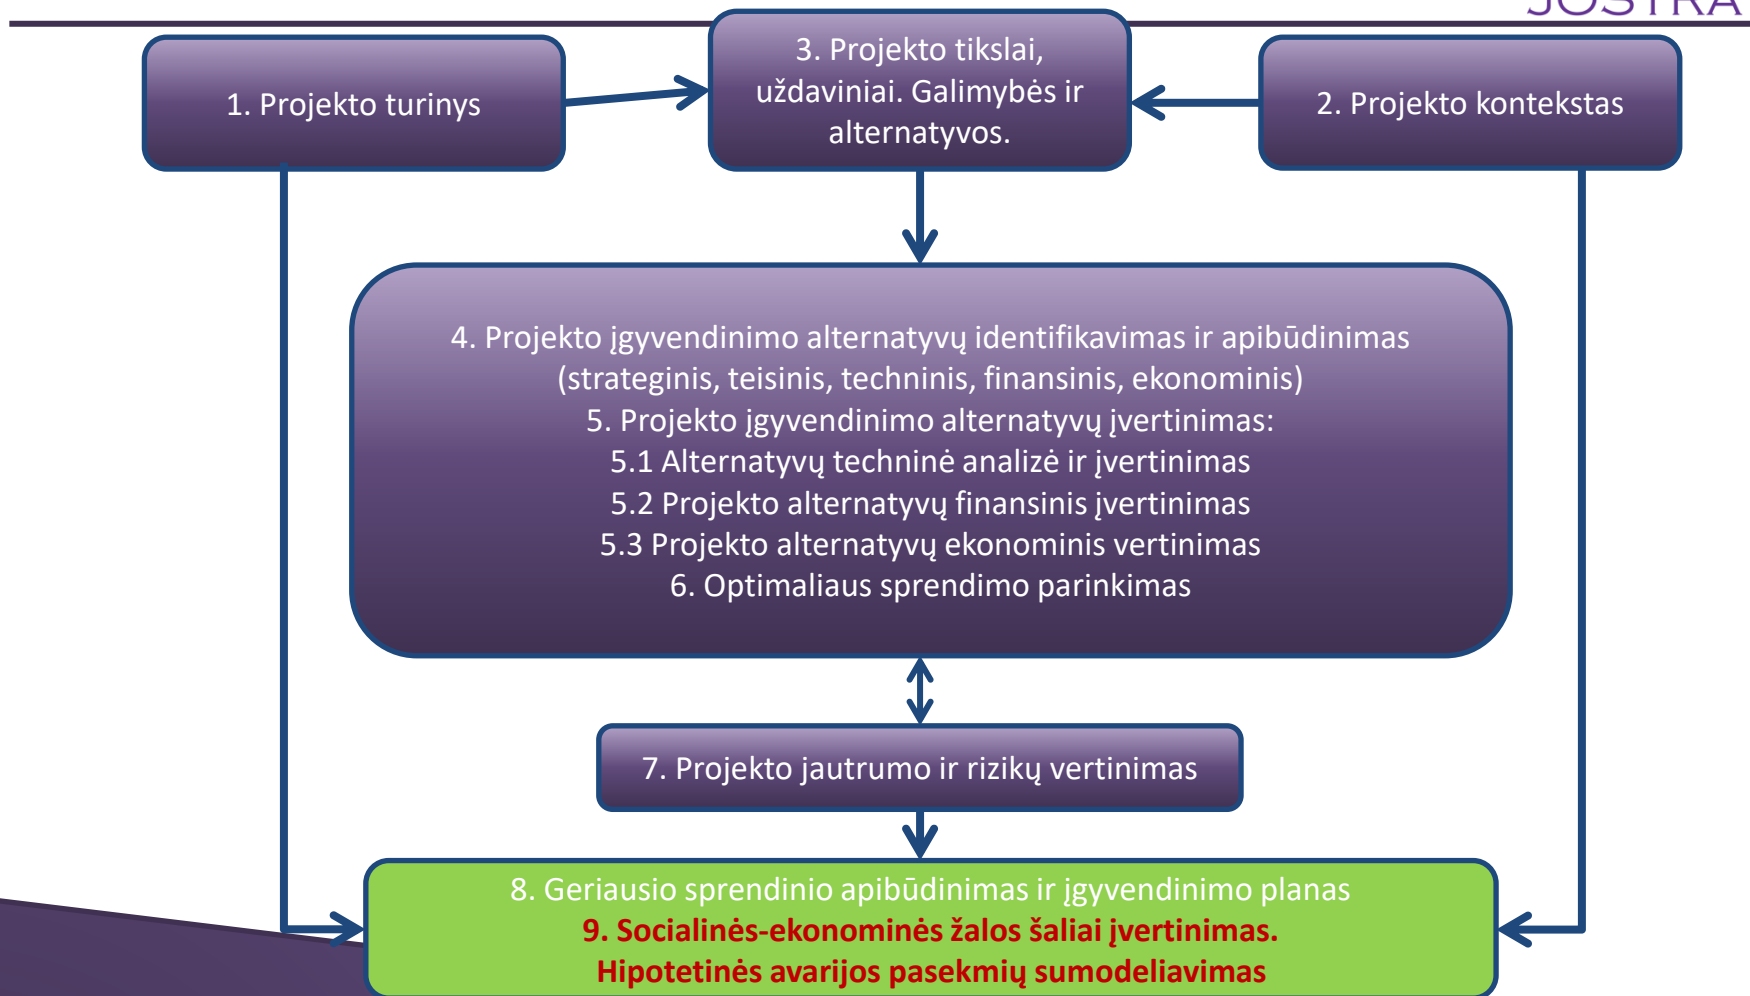 JOSTRA
1. Projekto turinys
3. Projekto tikslai,
uždaviniai. Galimybės ir
alternatyvos.
2. Projekto kontekstas
4. Projekto įgyvendinimo alternatyvų identifikavimas ir apibūdinimas
(strateginis, teisinis, techninis, finansinis, ekonominis)
5. Projekto įgyvendinimo alternatyvų įvertinimas:
5.1 Alternatyvų techninė analizė ir įvertinimas
5.2 Projekto alternatyvų finansinis įvertinimas
5.3 Projekto alternatyvų ekonominis vertinimas
6. Optimaliaus sprendimo parinkimas
7. Projekto jautrumo ir rizikų vertinimas
8. Geriausio sprendinio apibūdinimas ir įgyvendinimo planas
9. Socialinės-ekonominės žalos šaliai įvertinimas.
Hipotetinės avarijos pasekmių sumodeliavimas